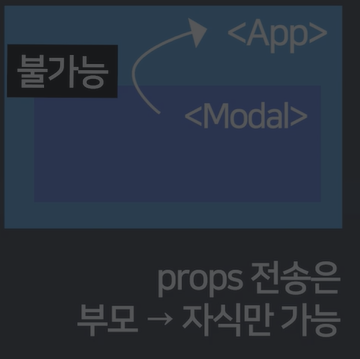 <App>
불가능
<Modal>
props 전송은
부모 → 자식만 가능